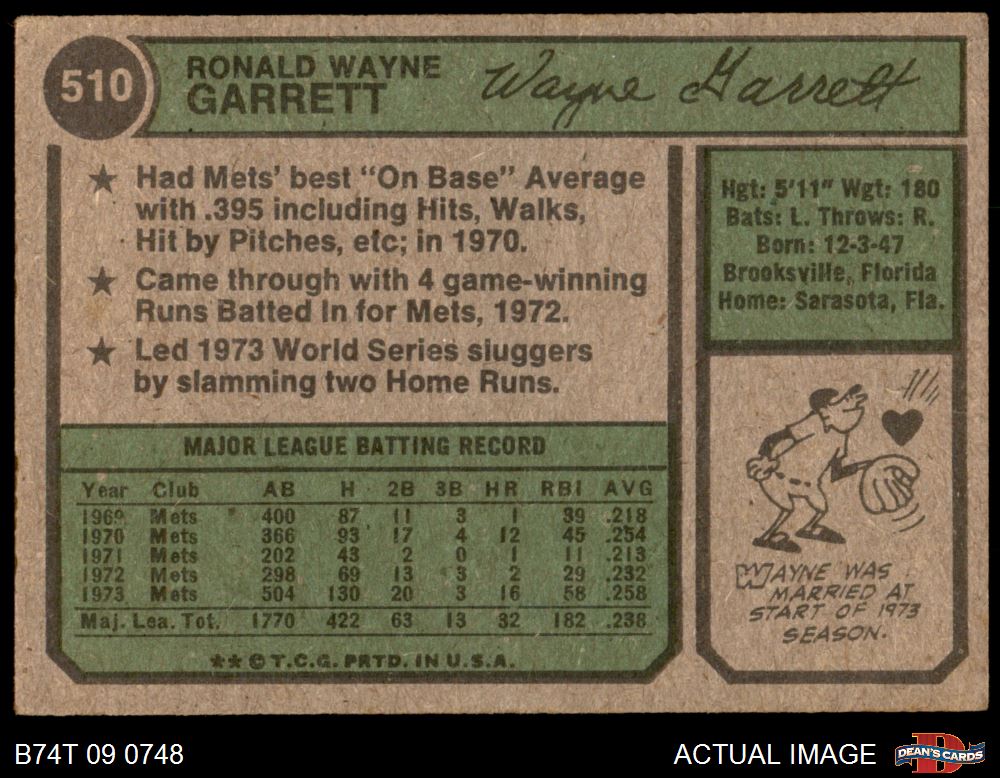 510
RONALD WAYNE
GARRETT
Wayne Garrett
★ Had Mets' best "On Base" Average
with .395 including Hits, Walks,
Hit by Pitches, etc; in 1970.
★ Came through with 4 game-winning
Runs Batted In for Mets, 1972.
★ Led 1973 World Series sluggers
by slamming two Home Runs.
Hgt: 5'11" Wgt: 180
Bats: L. Throws: R.
Born: 12-3-47
Brooksville, Florida
Home: Sarasota, Fla.
MAJOR LEAGUE BATTING RECORD
Year Club AB H 2B 3B HR RBI AVG
1969 Mets 400 87 11 3 1 39 .218
1970 Mets 366 93 17 4 12 45 .254
1971 Mets 202 43 2 0 1 11 .213
1972 Mets 298 69 13 3 2 29 .232
1973 Mets 504 130 20 3 16 58 .258
Maj. Lea. Tot. 1770 422 63 13 32 182 .238
** © T.C.G. PRTD. IN U.S.A.
WAYNE WAS
MARRIED AT
START OF 1973
SEASON.
B74T 09 0748
ACTUAL IMAGE
DEAN'S CARDS